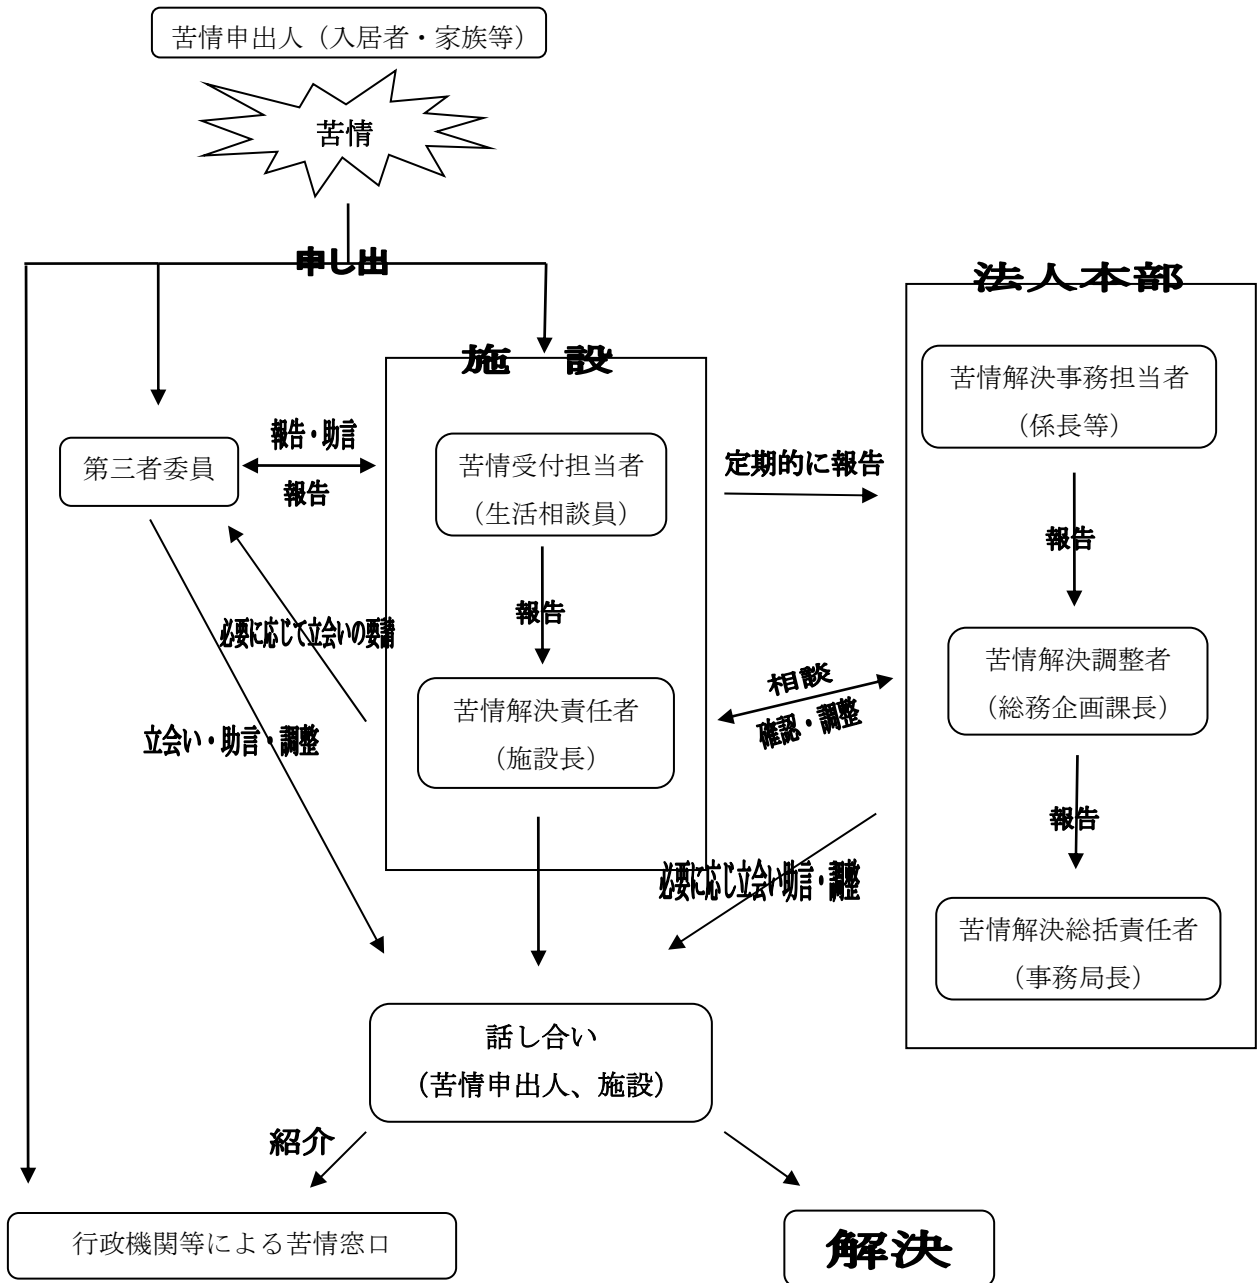 苦情申出人（入居者・家族等）
苦情
申し出
法人本部
施　設
苦情解決事務担当者
（係長等）
報告・助言
第三者委員
報告
苦情受付担当者
（生活相談員）
定期的に報告
報告
報告
必要に応じて立会いの要請
苦情解決調整者
（総務企画課長）
相談
確認・調整
苦情解決責任者
（施設長）
立会い・助言・調整
報告
必要に応じ立会い助言・調整
苦情解決総括責任者
（事務局長）
話し合い
（苦情申出人、施設）
紹介
行政機関等による苦情窓口
解決